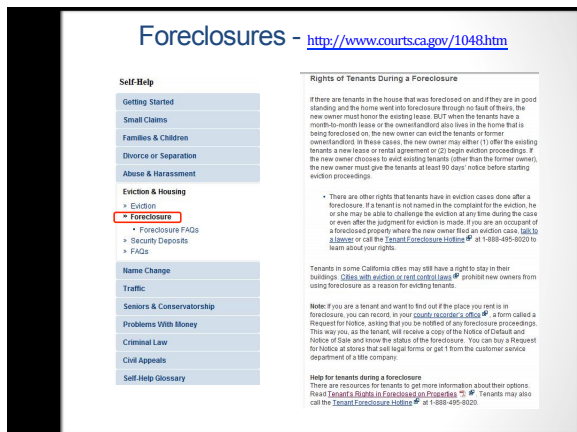 Foreclosures - http://www.courts.ca.gov/1048.htm
Self-Help
Getting Started
Small Claims
Families & Children
Divorce or Separation
Abuse & Harassment
Eviction & Housing
» Eviction
» Foreclosure
• Foreclosure FAQs
» Security Deposits
» FAQs
Name Change
Traffic
Seniors & Conservatorship
Problems With Money
Criminal Law
Civil Appeals
Self-Help Glossary
Rights of Tenants During a Foreclosure
If there are tenants in the house that was foreclosed on and if they are in good
standing and the home went into foreclosure through no fault of theirs, the
new owner must honor the existing lease. BUT when the tenants have a
month-to-month lease or the owner/landlord also lives in the home that is
being foreclosed on, the new owner can evict the tenants or former
owner/landlord. In these cases, the new owner may either (1) offer the existing
tenants a new lease or rental agreement or (2) begin eviction proceedings. If
the new owner chooses to evict existing tenants (other than the former owner),
the new owner must give the tenants at least 90 days' notice before starting
eviction proceedings.
• There are other rights that tenants have in eviction cases done after a
foreclosure. If a tenant is not named in the complaint for the eviction, he
or she may be able to challenge the eviction at any time during the case
or even after the judgment for eviction is made. If you are an occupant of
a foreclosed property where the new owner filed an eviction case, talk to
a lawyer or call the Tenant Foreclosure Hotline at 1-888-495-8020 to
learn about your rights.
Tenants in some California cities may still have a right to stay in their
buildings. Cities with eviction or rent control laws prohibit new owners from
using foreclosure as a reason for evicting tenants.
Note: If you are a tenant and want to find out if the place you rent is in
foreclosure, you can record, in your county recorder's office, a form called a
Request for Notice, asking that you be notified of any foreclosure proceedings.
This way you, as the tenant, will receive a copy of the Notice of Default and
Notice of Sale and know the status of the foreclosure. You can buy a Request
for Notice at stores that sell legal forms or get 1 from the customer service
department of a title company.
Help for tenants during a foreclosure
There are resources for tenants to get more information about their options.
Read Tenant's Rights in Foreclosed on Properties. Tenants may also
call the Tenant Foreclosure Hotline at 1-888-495-8020.